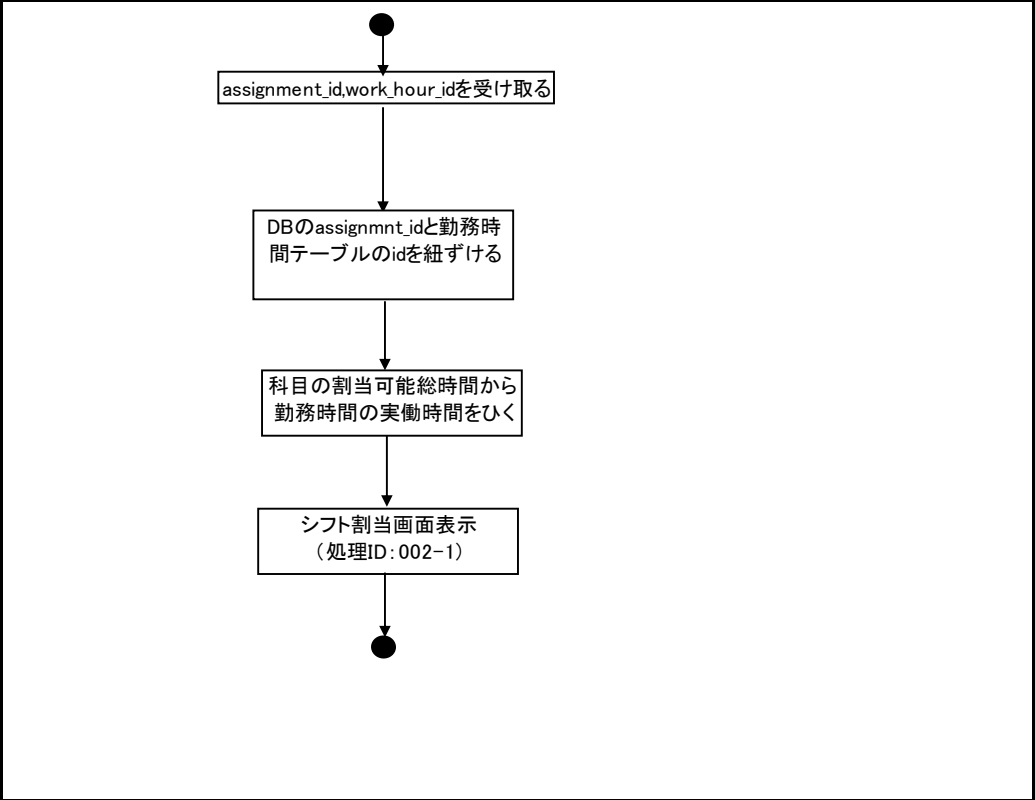 assignment_id,work_hour_idを受け取る
DBのassignmnt_idと勤務時
間テーブルのidを紐ずける
科目の割当可能総時間から
勤務時間の実働時間をひく
シフト割当画面表示
（処理ID：002-1）